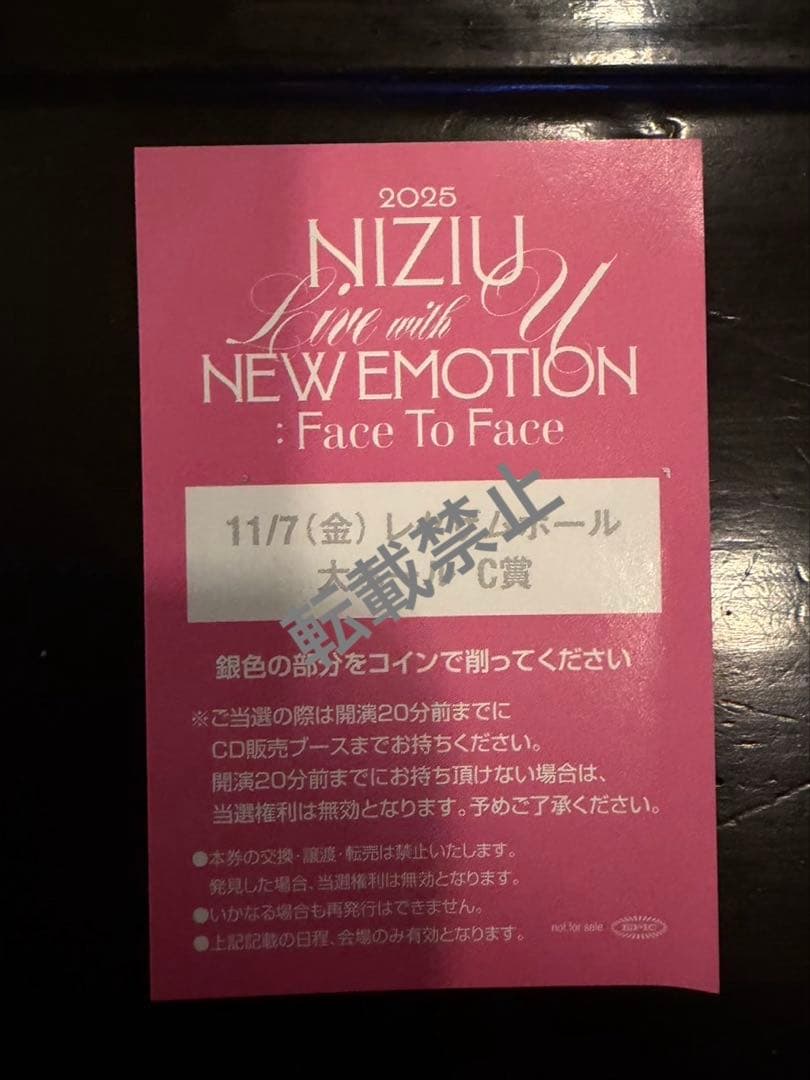 2025
NIZIU
Live with U
NEW EMOTION
: Face To Face
11/7(金) レ ムホール
大 ル C賞
転載禁止
銀色の部分をコインで削ってください
※ご当選の際は開演20分前までに
CD販売ブースまでお持ちください。
開演20分前までにお持ち頂けない場合は、
当選権利は無効となります。予めご了承ください。
●本券の交換・譲渡・転売は禁止いたします。
発見した場合、当選権利は無効となります。
●いかなる場合も再発行はできません。
●上記記載の日程、会場のみ有効となります。
not for sale
EPIC